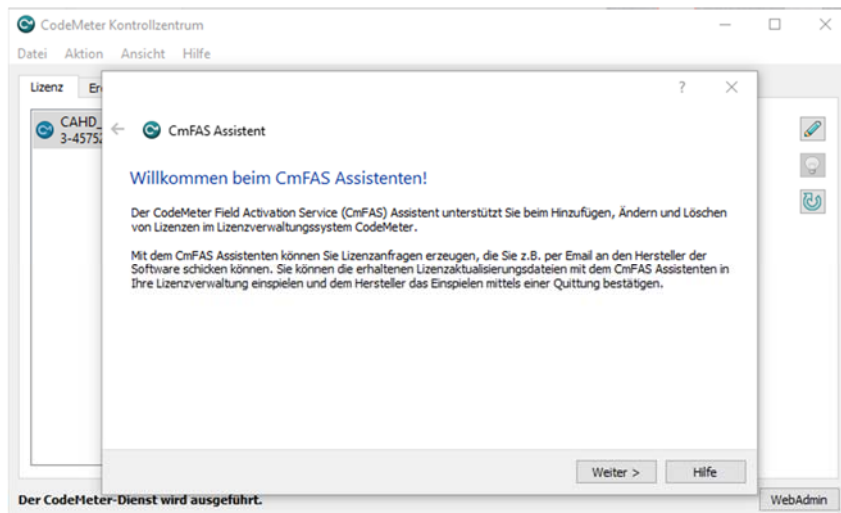 CodeMeter Kontrollzentrum
Datei Aktion Ansicht Hilfe
Lizenz
CAHD_
3-4575
CmFAS Assistent
Willkommen beim CmFAS Assistenten!
Der CodeMeter Field Activation Service (CmFAS) Assistent unterstützt Sie beim Hinzufügen, Ändern und Löschen
von Lizenzen im Lizenzverwaltungssystem CodeMeter.
Mit dem CmFAS Assistenten können Sie Lizenzanfragen erzeugen, die Sie z.B. per Email an den Hersteller der
Software schicken können. Sie können die erhaltenen Lizenzaktualisierungsdateien mit dem CmFAS Assistenten in
Ihre Lizenzverwaltung einspielen und dem Hersteller das Einspielen mittels einer Quittung bestätigen.
Weiter > Hilfe
Der CodeMeter-Dienst wird ausgeführt. WebAdmin